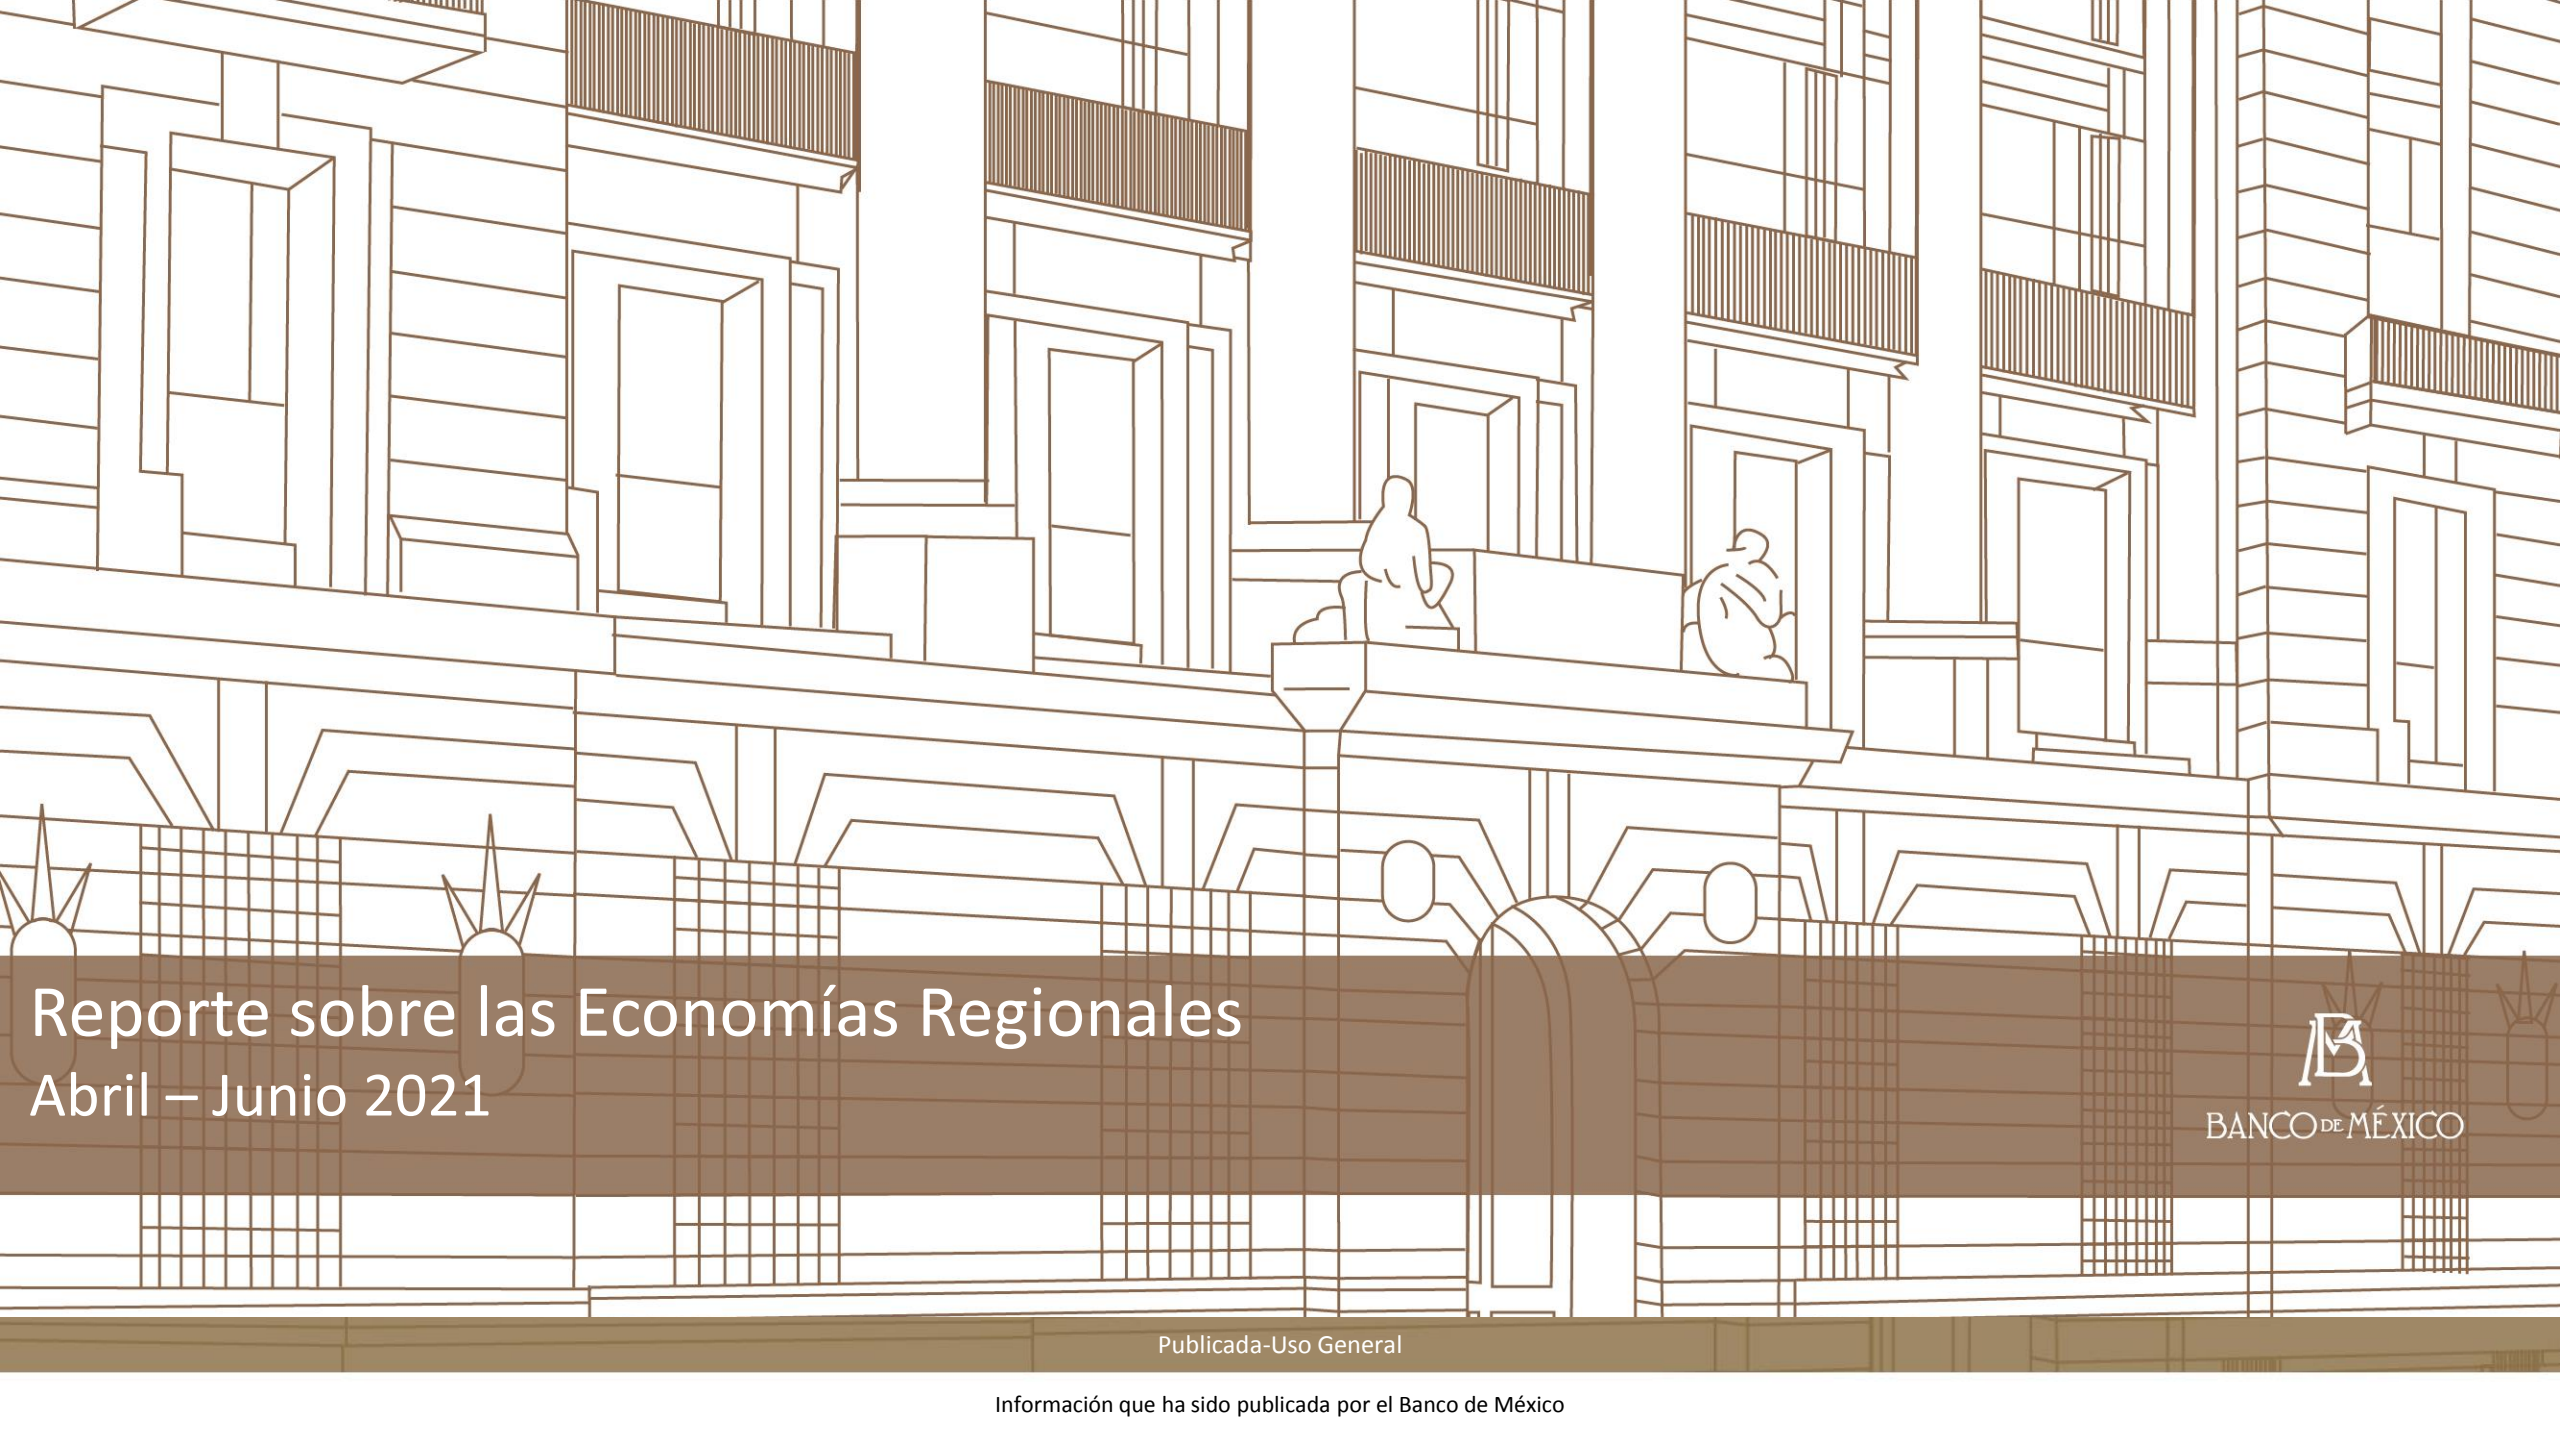 Reporte sobre las Economías Regionales
Abril – Junio 2021
BANCO DE MÉXICO
Publicada-Uso General
Información que ha sido publicada por el Banco de México